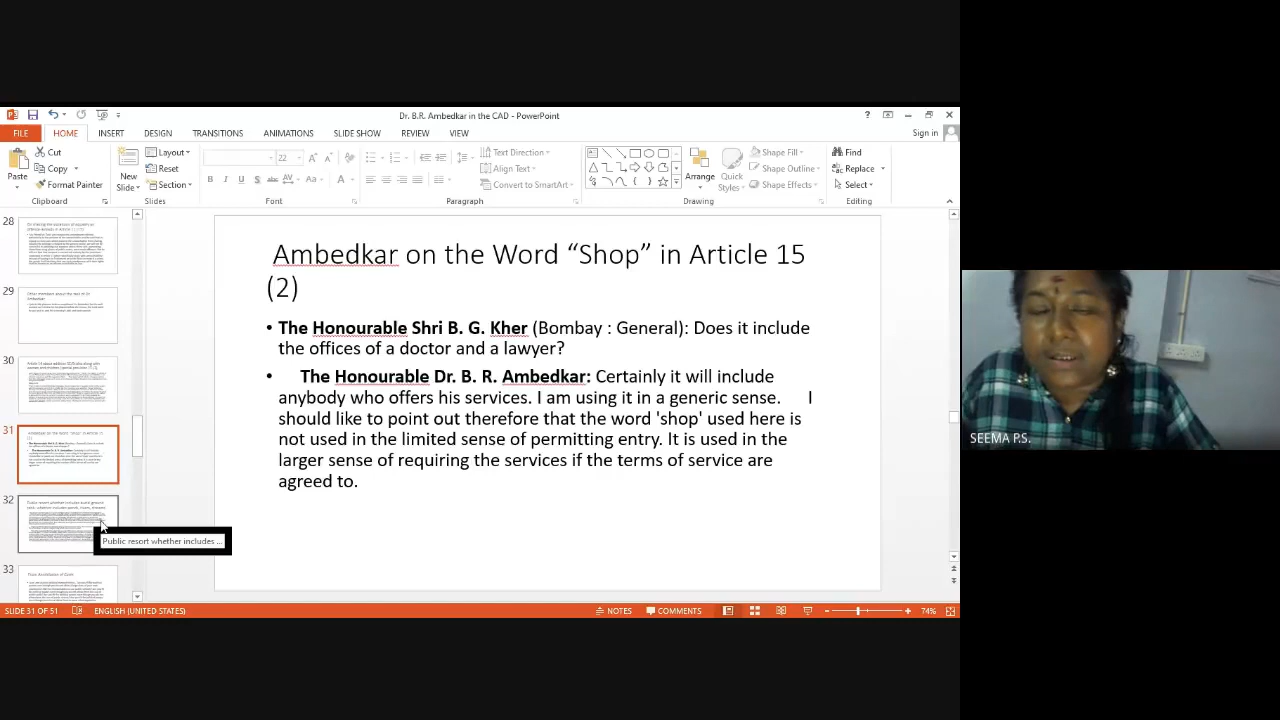 Dr. B.R. Ambedkar in the CAD - PowerPoint
FILE HOME INSERT DESIGN TRANSITIONS ANIMATIONS SLIDE SHOW REVIEW VIEW Sign in
Cut Layout 22 Text Direction Shape Fill Find
Copy Reset Align Text Shape Outline Replace
Paste Format Painter New Slide Section Convert to SmartArt Arrange Quick Styles Shape Effects Select
Clipboard Slides Font Paragraph Drawing Editing
28
29
30
31
32
33
Public resort whether includes ...
Ambedkar on the Word “Shop” in Article 15
(2)
• The Honourable Shri B. G. Kher (Bombay : General): Does it include
the offices of a doctor and a lawyer?
• The Honourable Dr. B. R. Ambedkar: Certainly it will include
anybody who offers his services. I am using it in a generic sense. I
should like to point out therefore that the word 'shop' used here is
not used in the limited sense of permitting entry. It is used in the
larger sense of requiring the services if the terms of service are
agreed to.
SEEMA P.S.
SLIDE 31 OF 51 ENGLISH (UNITED STATES) NOTES COMMENTS 74%